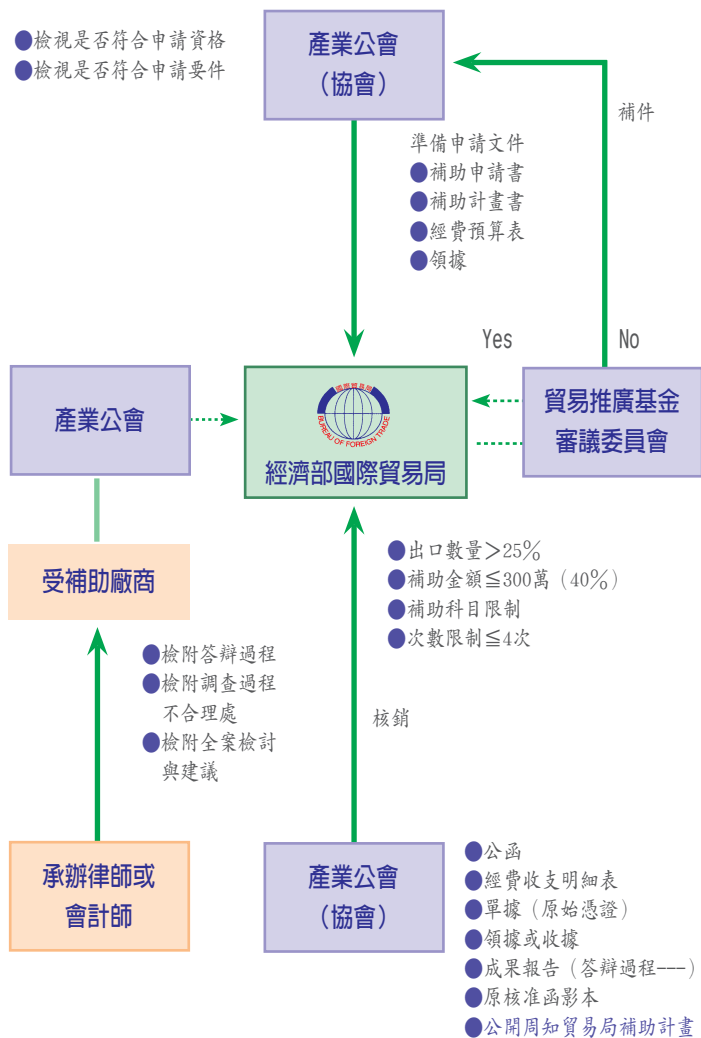 ●檢視是否符合申請資格
●檢視是否符合申請要件
產業公會
（協會）
補件
準備申請文件
●補助申請書
●補助計畫書
●經費預算表
●領據
Yes
No
產業公會
國際貿易局
BUREAU OF FOREIGN TRADE
經濟部國際貿易局
貿易推廣基金
審議委員會
受補助廠商
●出口數量＞25%
●補助金額≦300萬（40%）
●補助科目限制
●次數限制≦4次
●檢附答辯過程
●檢附調查過程
不合理處
●檢附全案檢討
與建議
核銷
承辦律師或
會計師
產業公會
（協會）
●公函
●經費收支明細表
●單據（原始憑證）
●領據或收據
●成果報告（答辯過程---）
●原核准函影本
●公開周知貿易局補助計畫